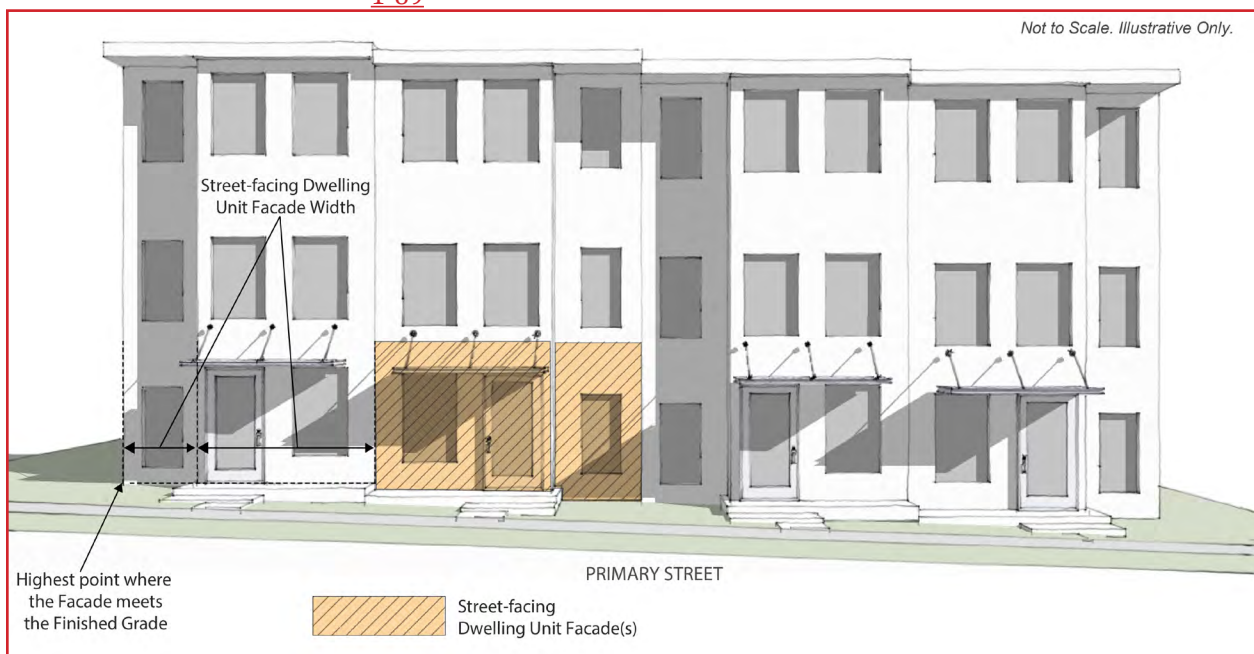 Not to Scale. Illustrative Only.
Street-facing Dwelling
Unit Facade Width
PRIMARY STREET
Highest point where
the Facade meets
the Finished Grade
Street-facing
Dwelling Unit Facade(s)